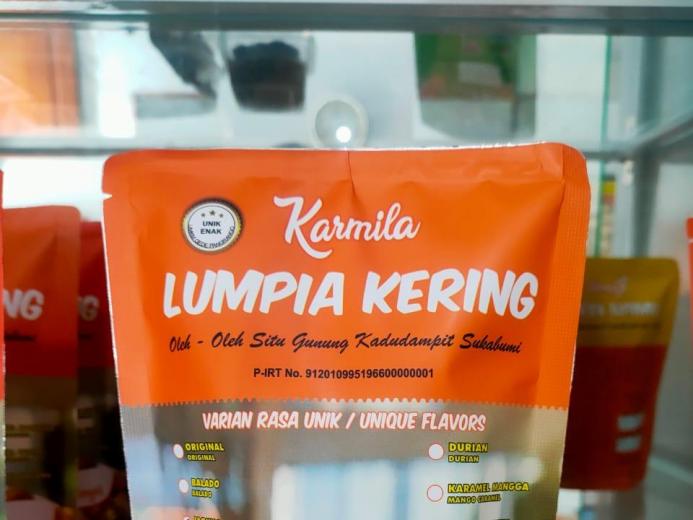 UNIK
ENAK
Karmila
LUMPIA KERING
Oleh - Oleh Situ Gunung Kadudampit Sukabumi
P-IRT No. 912010995196600000001
VARIAN RASA UNIK / UNIQUE FLAVORS
ORIGINAL
ORIGINAL
BALADO
BALADO
DURIAN
DURIAN
KARAMEL MANGGA
MANGO CARAMEL
NG